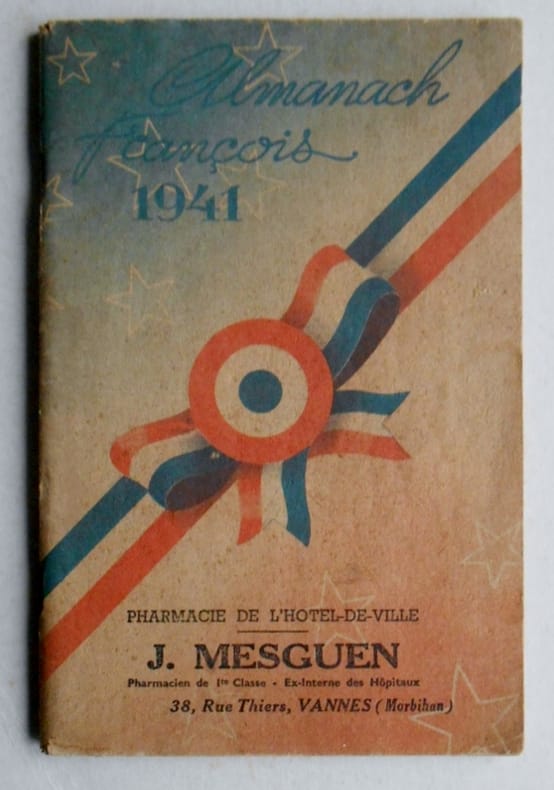 Almanach
François
1941
PHARMACIE DE L'HOTEL-DE-VILLE
J. MESGUEN
Pharmacien de 1re Classe - Ex-Interne des Hôpitaux
38, Rue Thiers, VANNES (Morbihan)